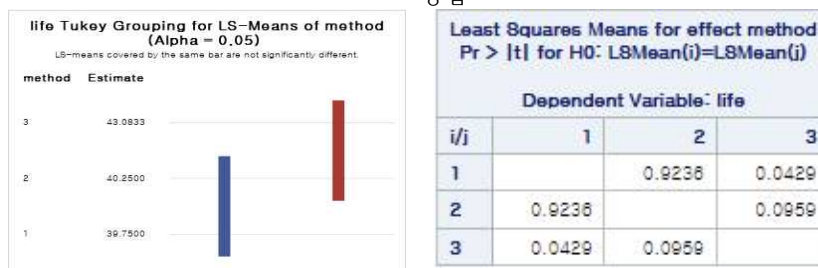 life Tukey Grouping for LS-Means of method
(Alpha = 0.05)
LS-means covered by the same bar are not significantly different.
method Estimate
3 43.0833
2 40.2500
1 39.7500
Least Squares Means for effect method
Pr > |t| for H0: LSMean(i)=LSMean(j)
Dependent Variable: life
i/j 1 2 3
1 0.9236 0.0429
2 0.9236 0.0959
3 0.0429 0.0959